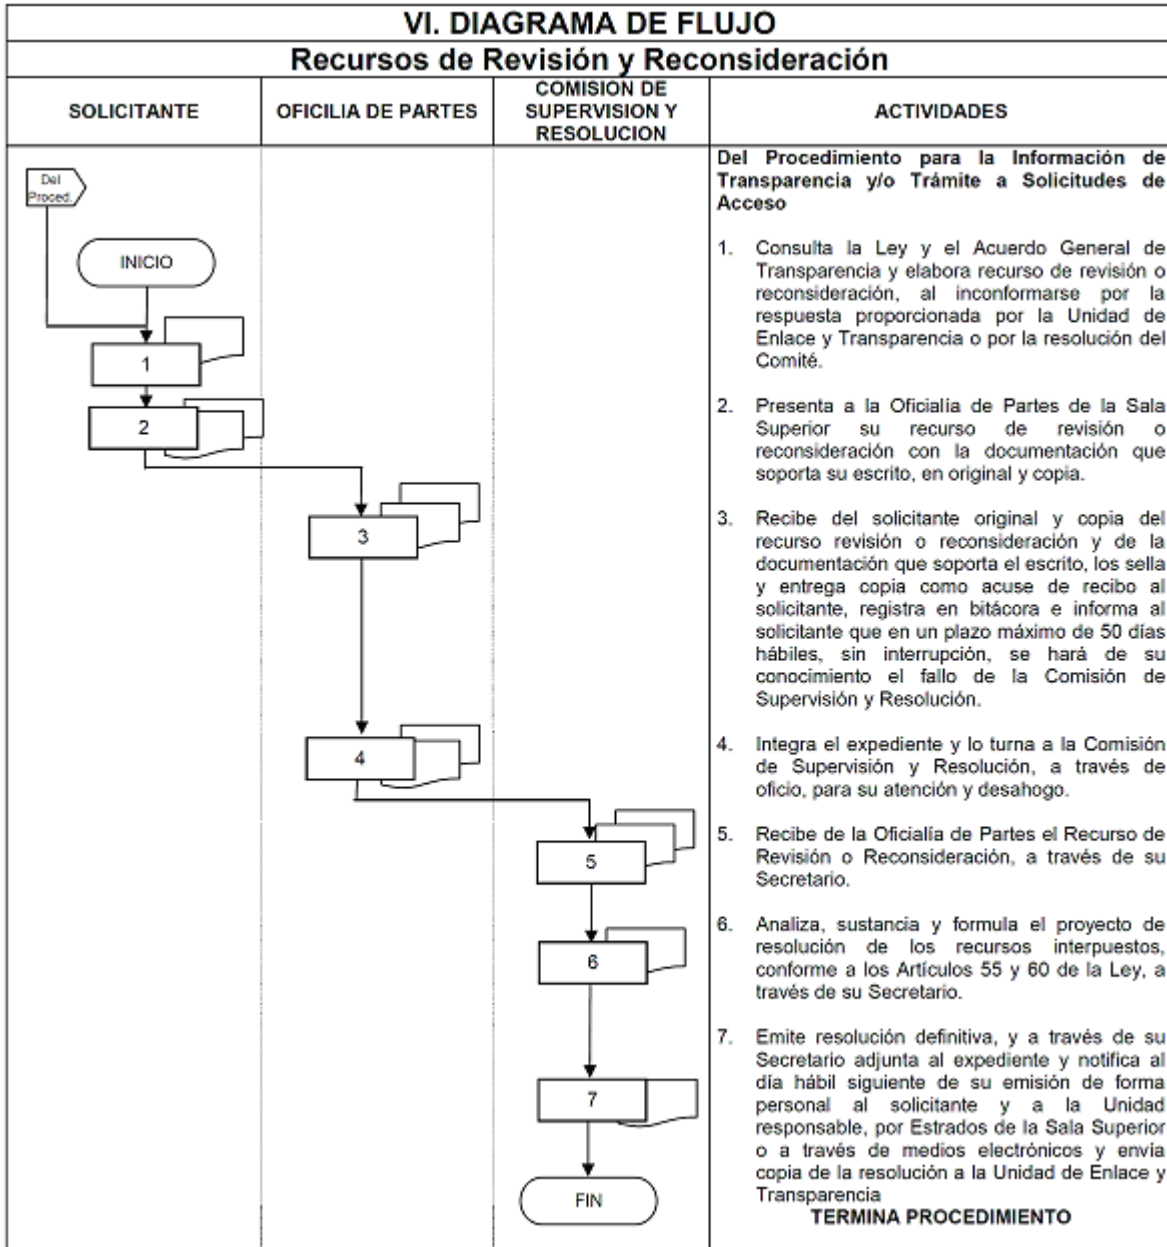 VI. DIAGRAMA DE FLUJO
Recursos de Revisión y Reconsideración
SOLICITANTE
OFICILIA DE PARTES
COMISION DE
SUPERVISION Y
RESOLUCION
ACTIVIDADES
Del
Proced.
INICIO
1
2
3
4
5
6
7
FIN
Del Procedimiento para la Información de
Transparencia y/o Trámite a Solicitudes de
Acceso
1. Consulta la Ley y el Acuerdo General de
Transparencia y elabora recurso de revisión o
reconsideración, al inconformarse por la
respuesta proporcionada por la Unidad de
Enlace y Transparencia o por la resolución del
Comité.
2. Presenta a la Oficialía de Partes de la Sala
Superior su recurso de revisión o
reconsideración con la documentación que
soporta su escrito, en original y copia.
3. Recibe del solicitante original y copia del
recurso revisión o reconsideración y de la
documentación que soporta el escrito, los sella
y entrega copia como acuse de recibo al
solicitante, registra en bitácora e informa al
solicitante que en un plazo máximo de 50 días
hábiles, sin interrupción, se hará de su
conocimiento el fallo de la Comisión de
Supervisión y Resolución.
4. Integra el expediente y lo turna a la Comisión
de Supervisión y Resolución, a través de
oficio, para su atención y desahogo.
5. Recibe de la Oficialía de Partes el Recurso de
Revisión o Reconsideración, a través de su
Secretario.
6. Analiza, sustancia y formula el proyecto de
resolución de los recursos interpuestos,
conforme a los Artículos 55 y 60 de la Ley, a
través de su Secretario.
7. Emite resolución definitiva, y a través de su
Secretario adjunta al expediente y notifica al
día hábil siguiente de su emisión de forma
personal al solicitante y a la Unidad
responsable, por Estrados de la Sala Superior
o a través de medios electrónicos y envía
copia de la resolución a la Unidad de Enlace y
Transparencia
TERMINA PROCEDIMIENTO